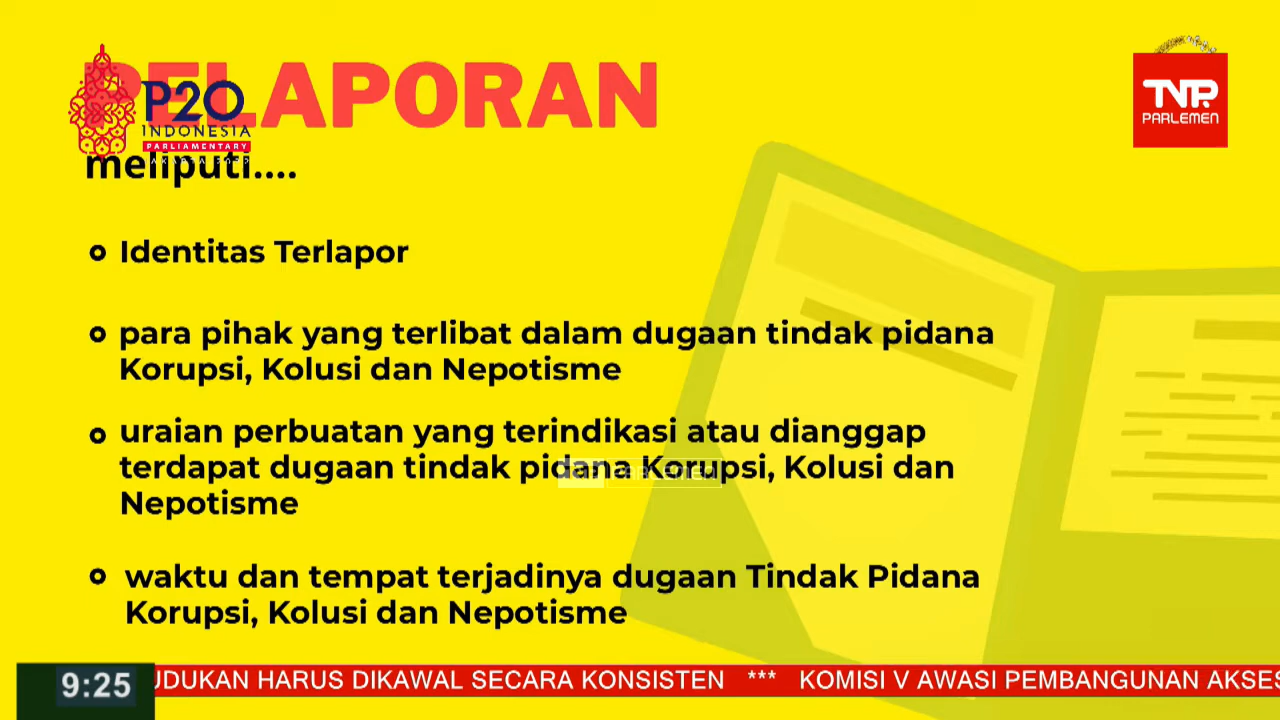 PELAPORAN
P20
INDONESIA
PARLIAMENTARY
meliputi....
TVP.
PARLEMEN
Identitas Terlapor
para pihak yang terlibat dalam dugaan tindak pidana
Korupsi, Kolusi dan Nepotisme
uraian perbuatan yang terindikasi atau dianggap
terdapat dugaan tindak pidana Korupsi, Kolusi dan
Nepotisme
PARLEMEN
waktu dan tempat terjadinya dugaan Tindak Pidana
Korupsi, Kolusi dan Nepotisme
9:25
UDUKAN HARUS DIKAWAL SECARA KONSISTEN *** KOMISI V AWASI PEMBANGUNAN AKSES